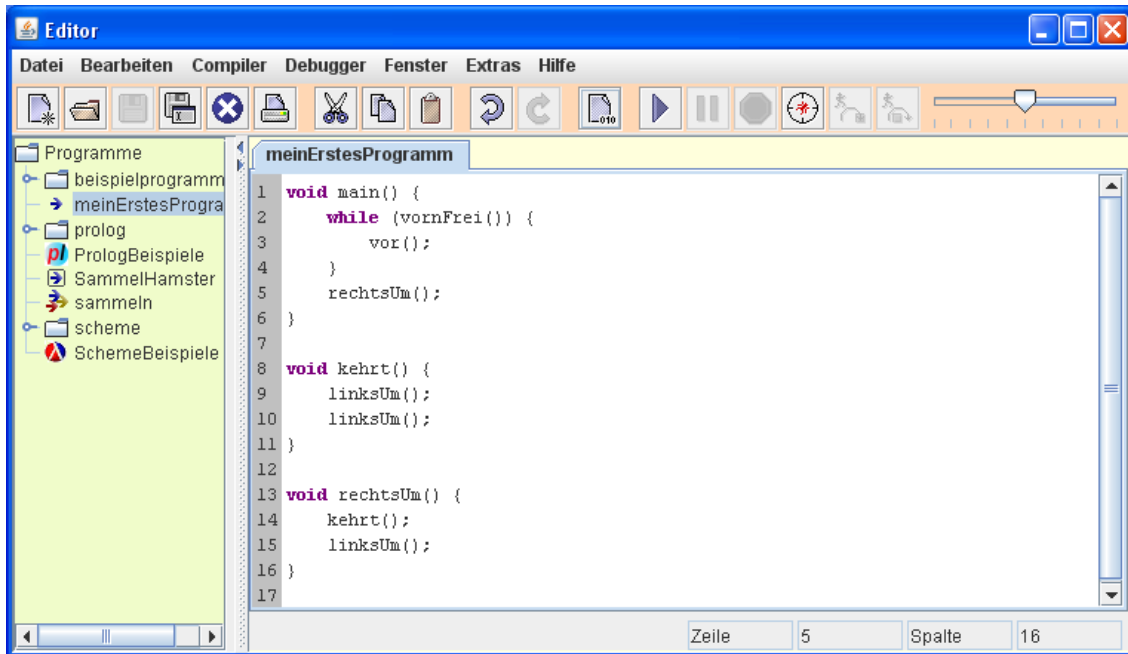 Editor
Datei Bearbeiten Compiler Debugger Fenster Extras Hilfe
010
Programme
beispielprogramm
meinErstesProgra
prolog
pl PrologBeispiele
SammelHamster
sammeln
scheme
SchemeBeispiele
meinErstesProgramm
1 void main() {
2     while (vornFrei()) {
3         vor();
4     }
5     rechtsUm();
6 }
7
8 void kehrt() {
9     linksUm();
10     linksUm();
11 }
12
13 void rechtsUm() {
14     kehrt();
15     linksUm();
16 }
17
Zeile 5 Spalte 16